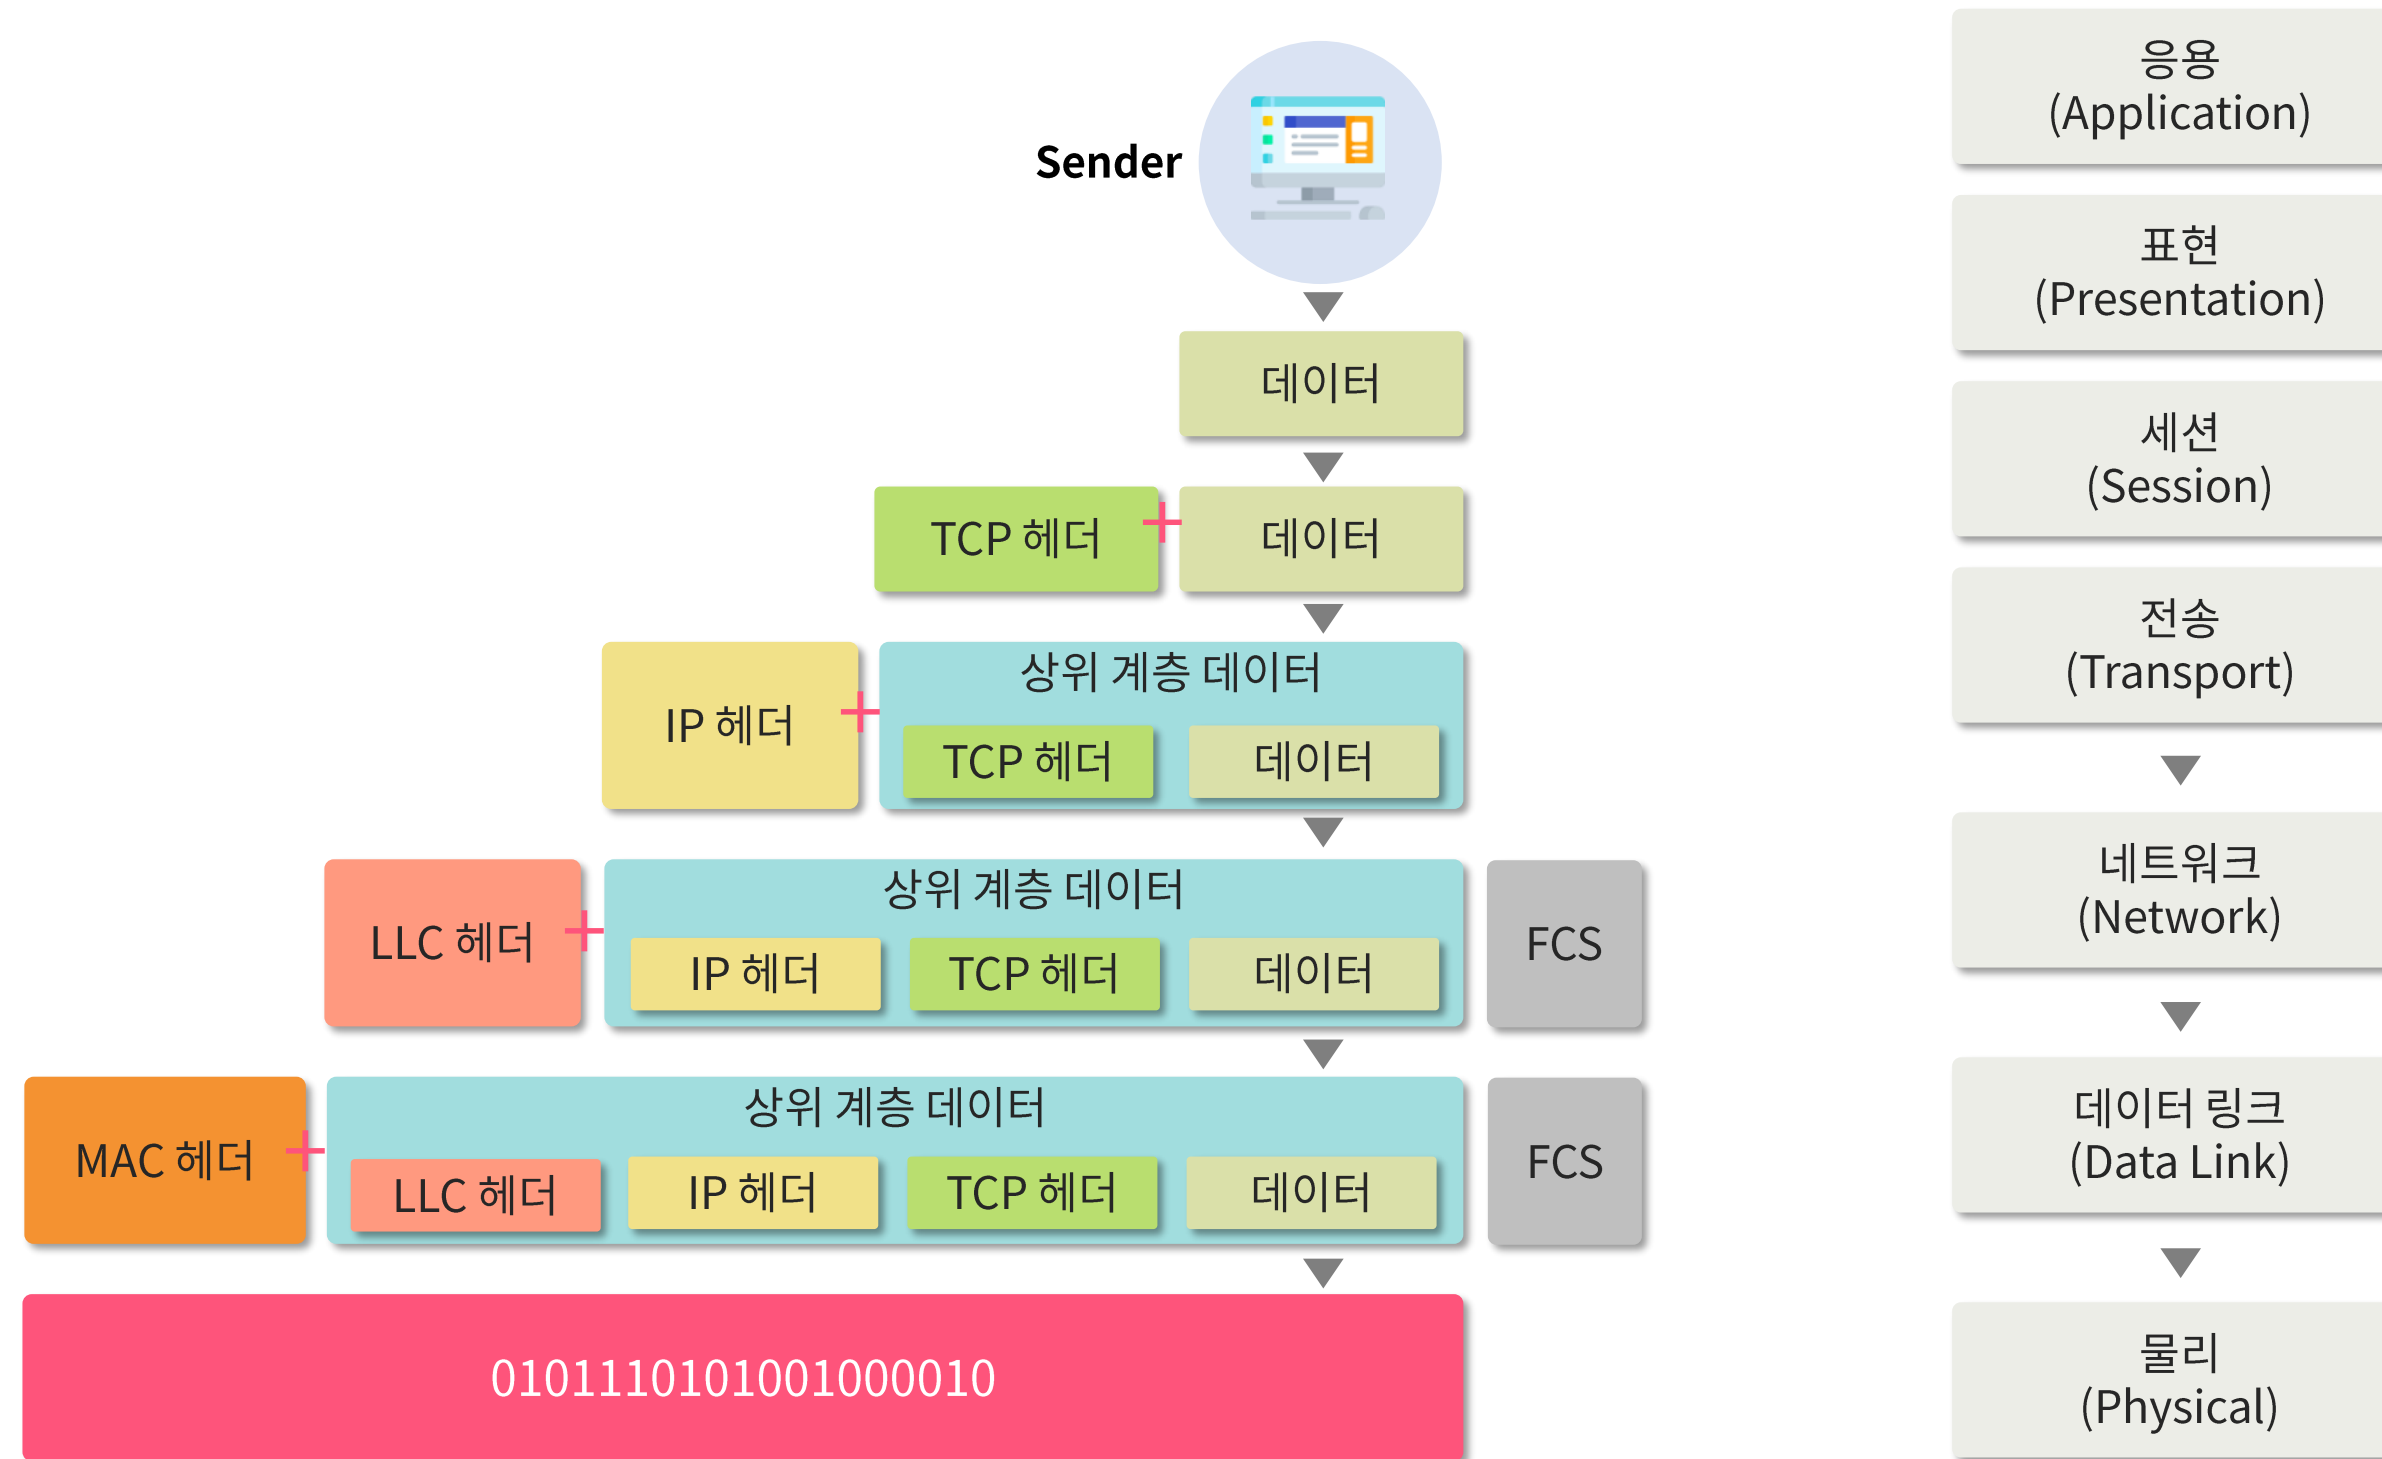 Sender
데이터
TCP 헤더
데이터
IP 헤더
상위 계층 데이터
TCP 헤더
데이터
LLC 헤더
상위 계층 데이터
IP 헤더
TCP 헤더
데이터
FCS
MAC 헤더
상위 계층 데이터
LLC 헤더
IP 헤더
TCP 헤더
데이터
FCS
0101110101001000010
응용
(Application)
표현
(Presentation)
세션
(Session)
전송
(Transport)
네트워크
(Network)
데이터 링크
(Data Link)
물리
(Physical)